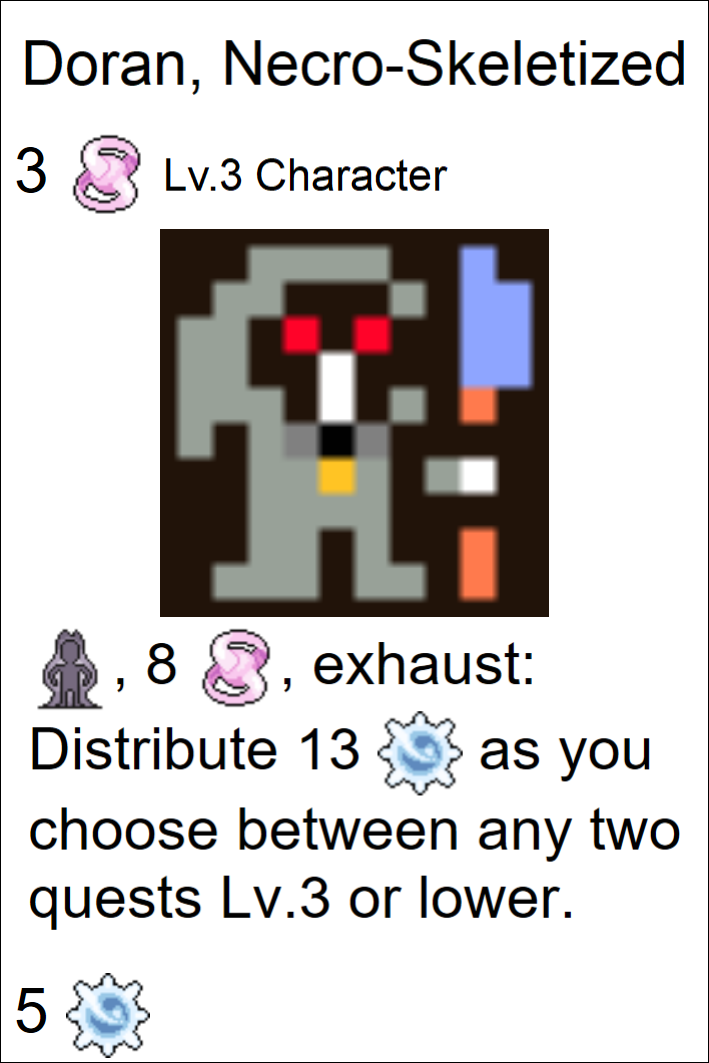 Doran, Necro-Skeletized
3 Lv.3 Character
, 8 , exhaust:
Distribute 13 as you
choose between any two
quests Lv.3 or lower.
5